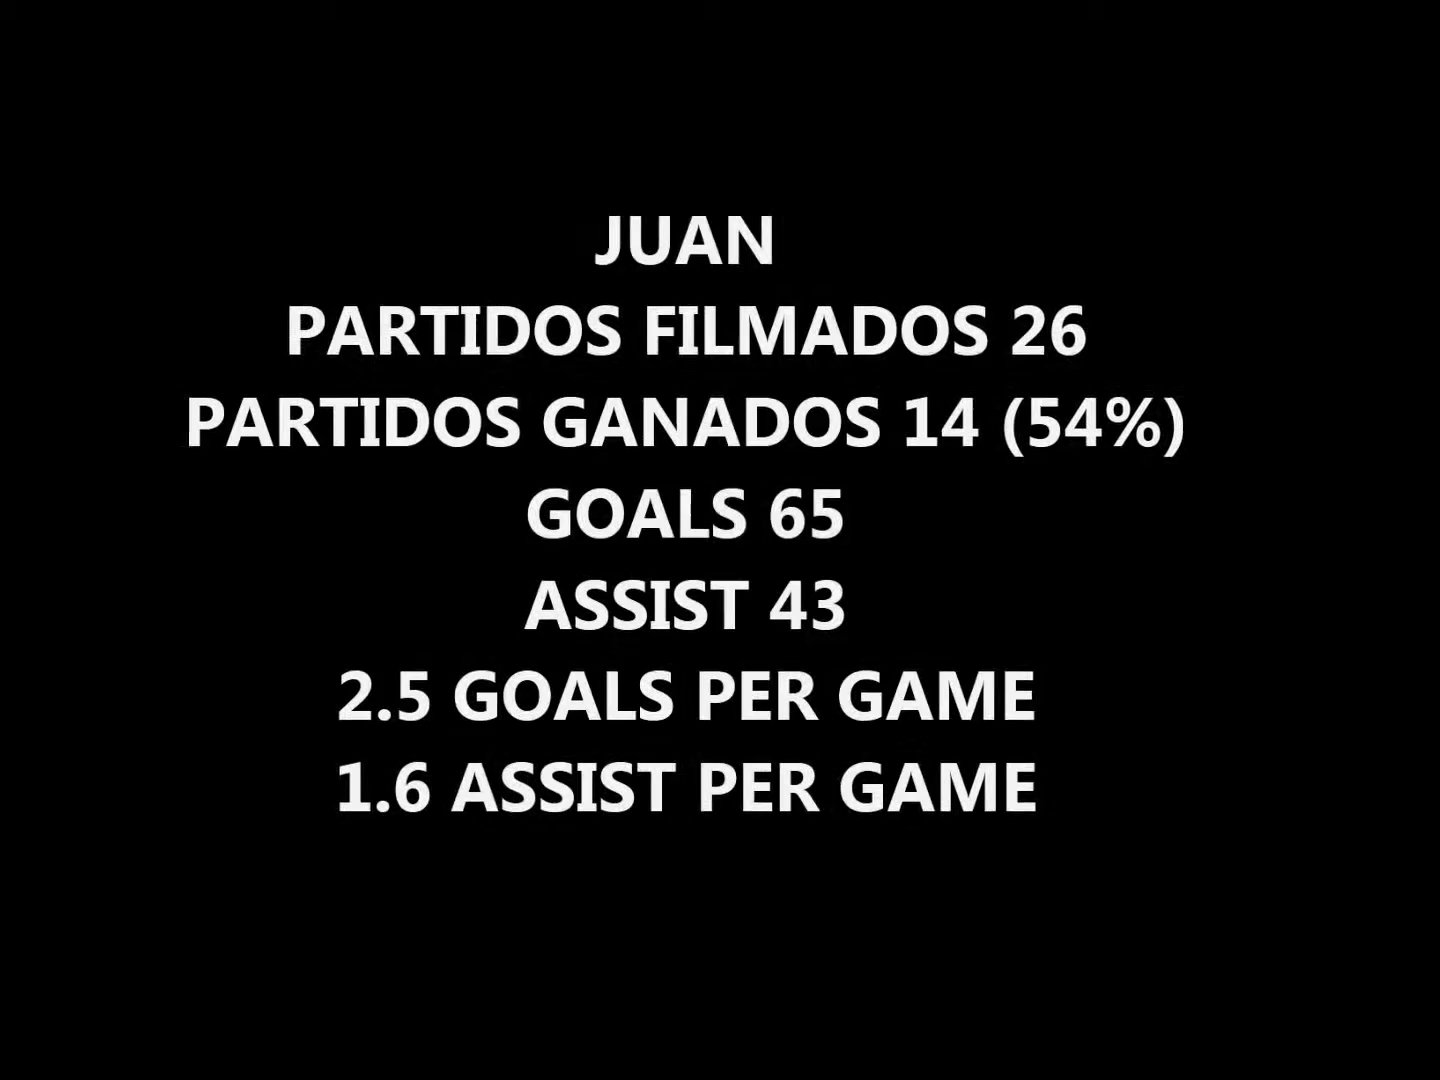 JUAN
PARTIDOS FILMADOS 26
PARTIDOS GANADOS 14 (54%)
GOALS 65
ASSIST 43
2.5 GOALS PER GAME
1.6 ASSIST PER GAME